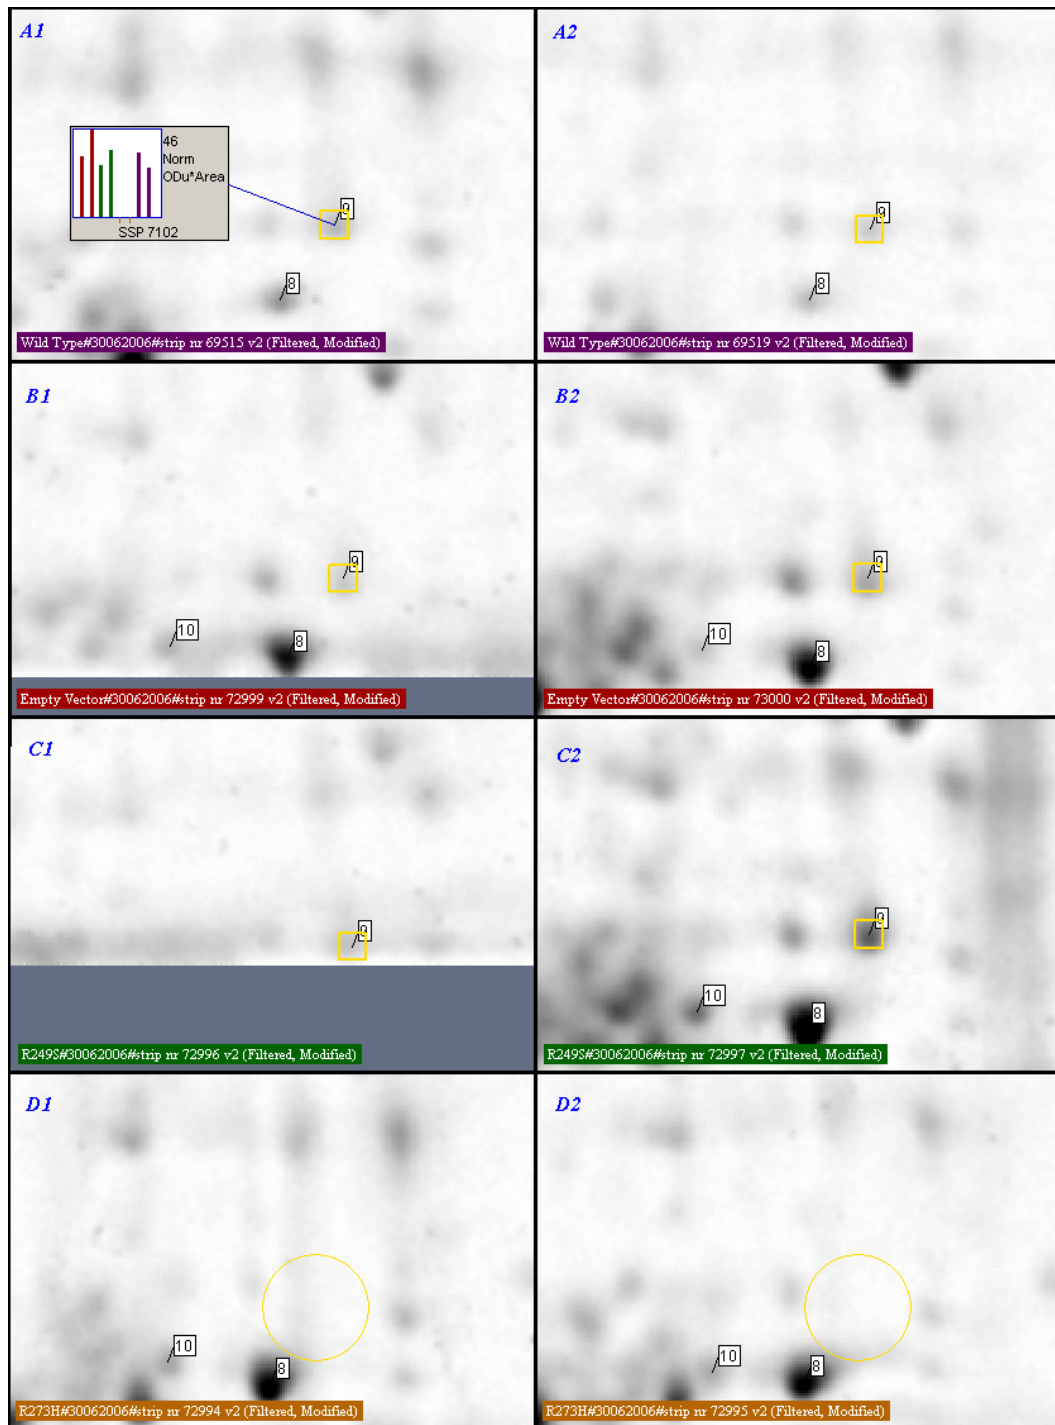 A1
A2
46
Norm
ODu*Area
SSP 7102
9
9
8
8
Wild Type#30062006#strip nr 69515 v2 (Filtered, Modified)
Wild Type#30062006#strip nr 69519 v2 (Filtered, Modified)
B1
B2
9
9
10
8
10
8
Empty Vector#30062006#strip nr 72999 v2 (Filtered, Modified)
Empty Vector#30062006#strip nr 73000 v2 (Filtered, Modified)
C1
C2
9
9
10
8
R249S#30062006#strip nr 72996 v2 (Filtered, Modified)
R249S#30062006#strip nr 72997 v2 (Filtered, Modified)
D1
D2
10
8
10
8
R273H#30062006#strip nr 72994 v2 (Filtered, Modified)
R273H#30062006#strip nr 72995 v2 (Filtered, Modified)